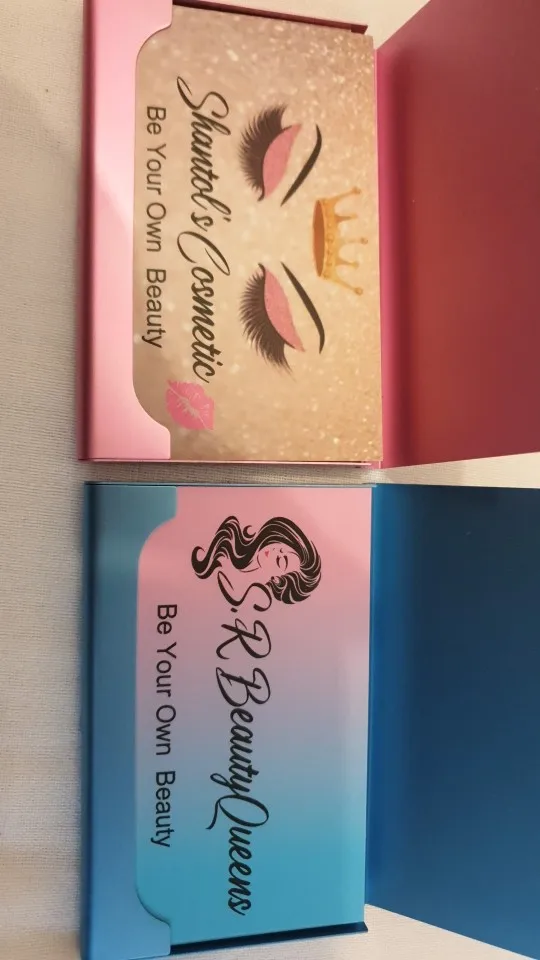 Shantol's Cosmetic
Be Your Own Beauty
S.R BeautyQueens
Be Your Own Beauty